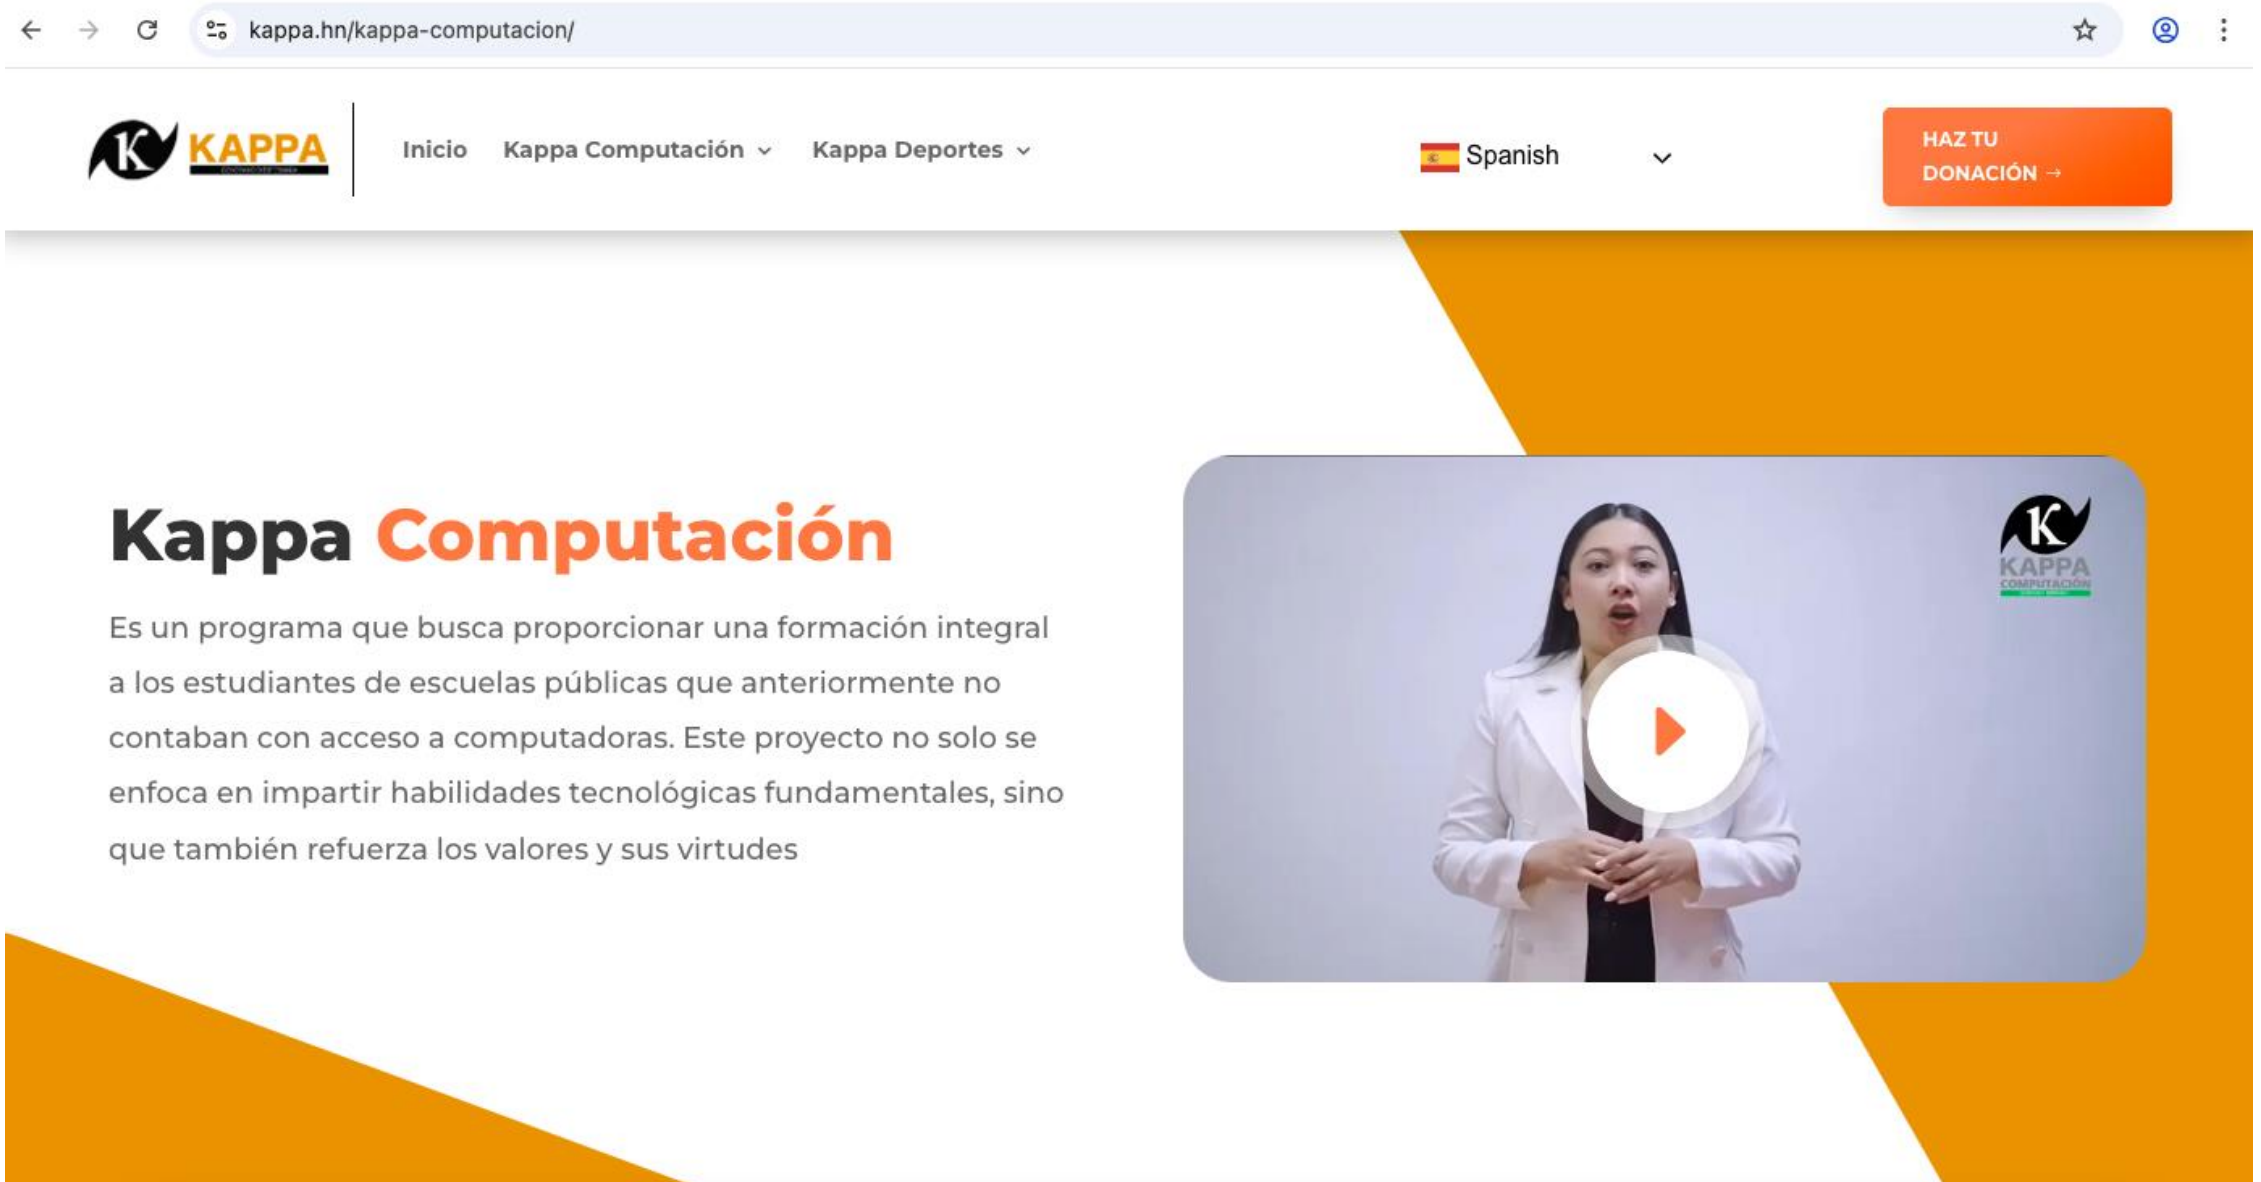 kappa.hn/kappa-computacion/
K KAPPA
Inicio Kappa Computación Kappa Deportes
Spanish
HAZ TU
DONACIÓN →
Kappa Computación
Es un programa que busca proporcionar una formación integral
a los estudiantes de escuelas públicas que anteriormente no
contaban con acceso a computadoras. Este proyecto no solo se
enfoca en impartir habilidades tecnológicas fundamentales, sino
que también refuerza los valores y sus virtudes
K
KAPPA
COMPUTACIÓN